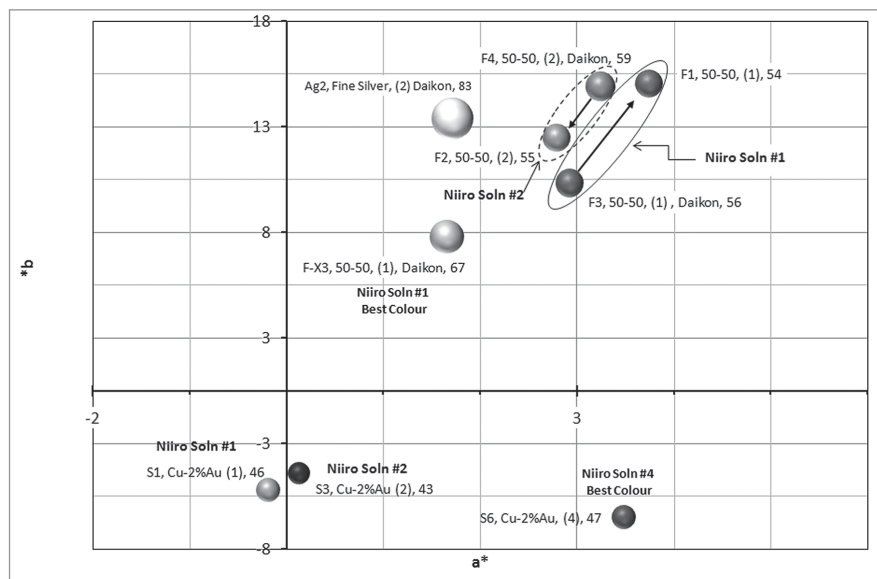 18
F4, 50-50, (2), Daikon, 59
F1, 50-50, (1), 54
Ag2, Fine Silver, (2) Daikon, 83
13
F2, 50-50, (2), 55
Niiro Soln #1
Niiro Soln #2
F3, 50-50, (1) , Daikon, 56
8
F-X3, 50-50, (1), Daikon, 67
*b
Niiro Soln #1
Best Colour
3
-2
3
Niiro Soln #1
-3
Niiro Soln #2
Niiro Soln #4
Best Colour
S1, Cu-2%Au (1), 46
S3, Cu-2%Au (2), 43
S6, Cu-2%Au, (4), 47
-8
a*